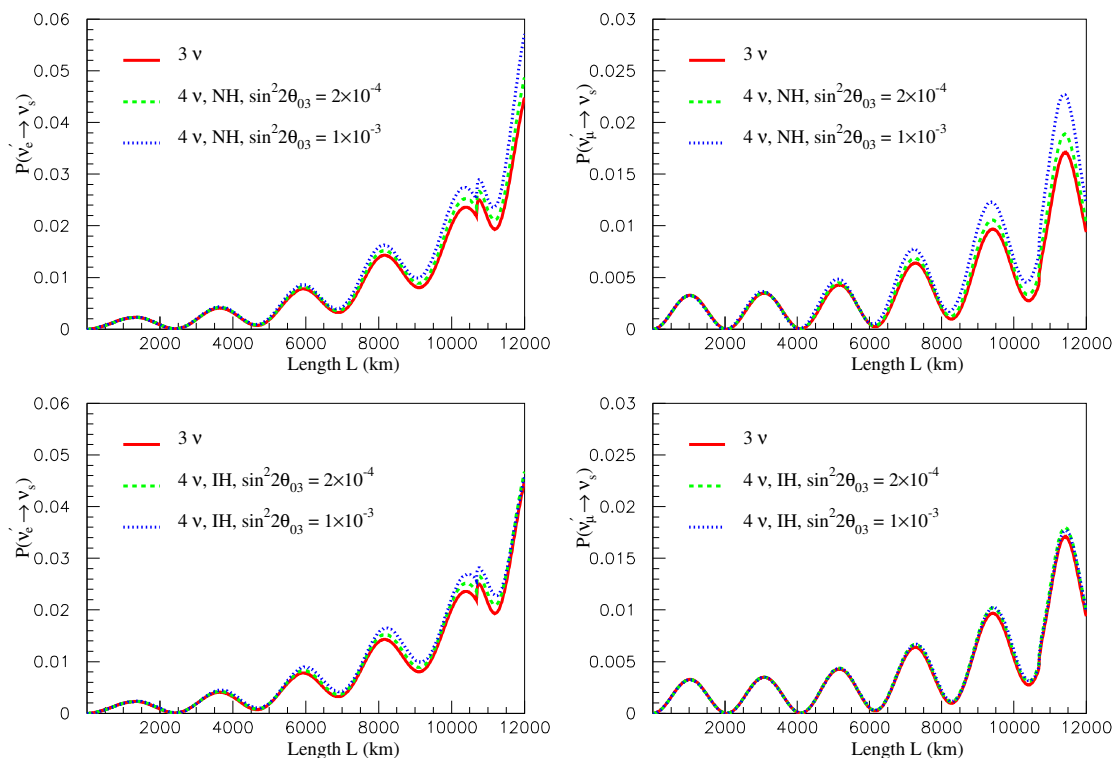 P(ν′e → νs)
0.06
0.05
0.04
0.03
0.02
0.01
0
3 ν
4 ν, NH, sin²2θ03 = 2×10⁻⁴
4 ν, NH, sin²2θ03 = 1×10⁻³
2000 4000 6000 8000 10000 12000
Length L (km)
P(ν′μ → νs)
0.03
0.025
0.02
0.015
0.01
0.005
0
3 ν
4 ν, NH, sin²2θ03 = 2×10⁻⁴
4 ν, NH, sin²2θ03 = 1×10⁻³
2000 4000 6000 8000 10000 12000
Length L (km)
P(ν′e → νs)
0.06
0.05
0.04
0.03
0.02
0.01
0
3 ν
4 ν, IH, sin²2θ03 = 2×10⁻⁴
4 ν, IH, sin²2θ03 = 1×10⁻³
2000 4000 6000 8000 10000 12000
Length L (km)
P(ν′μ → νs)
0.03
0.025
0.02
0.015
0.01
0.005
0
3 ν
4 ν, IH, sin²2θ03 = 2×10⁻⁴
4 ν, IH, sin²2θ03 = 1×10⁻³
2000 4000 6000 8000 10000 12000
Length L (km)